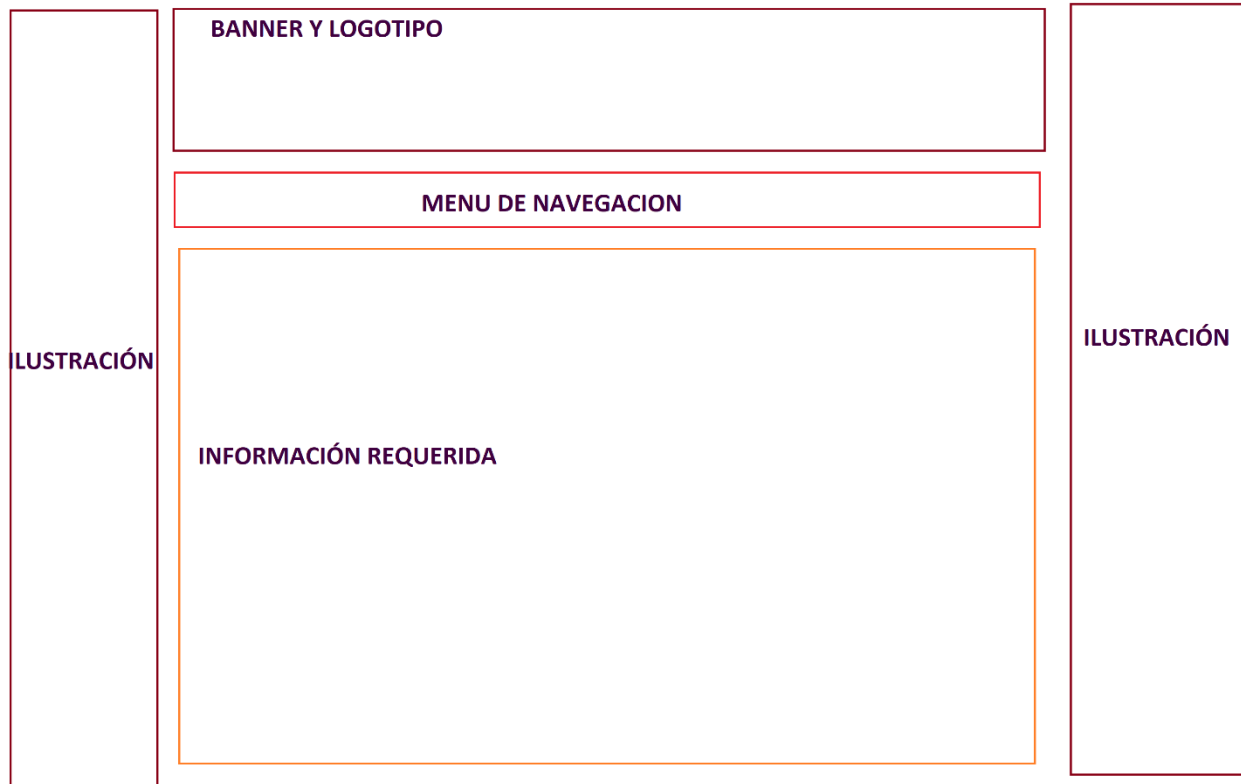 BANNER Y LOGOTIPO
MENU DE NAVEGACION
ILUSTRACIÓN
INFORMACIÓN REQUERIDA
ILUSTRACIÓN